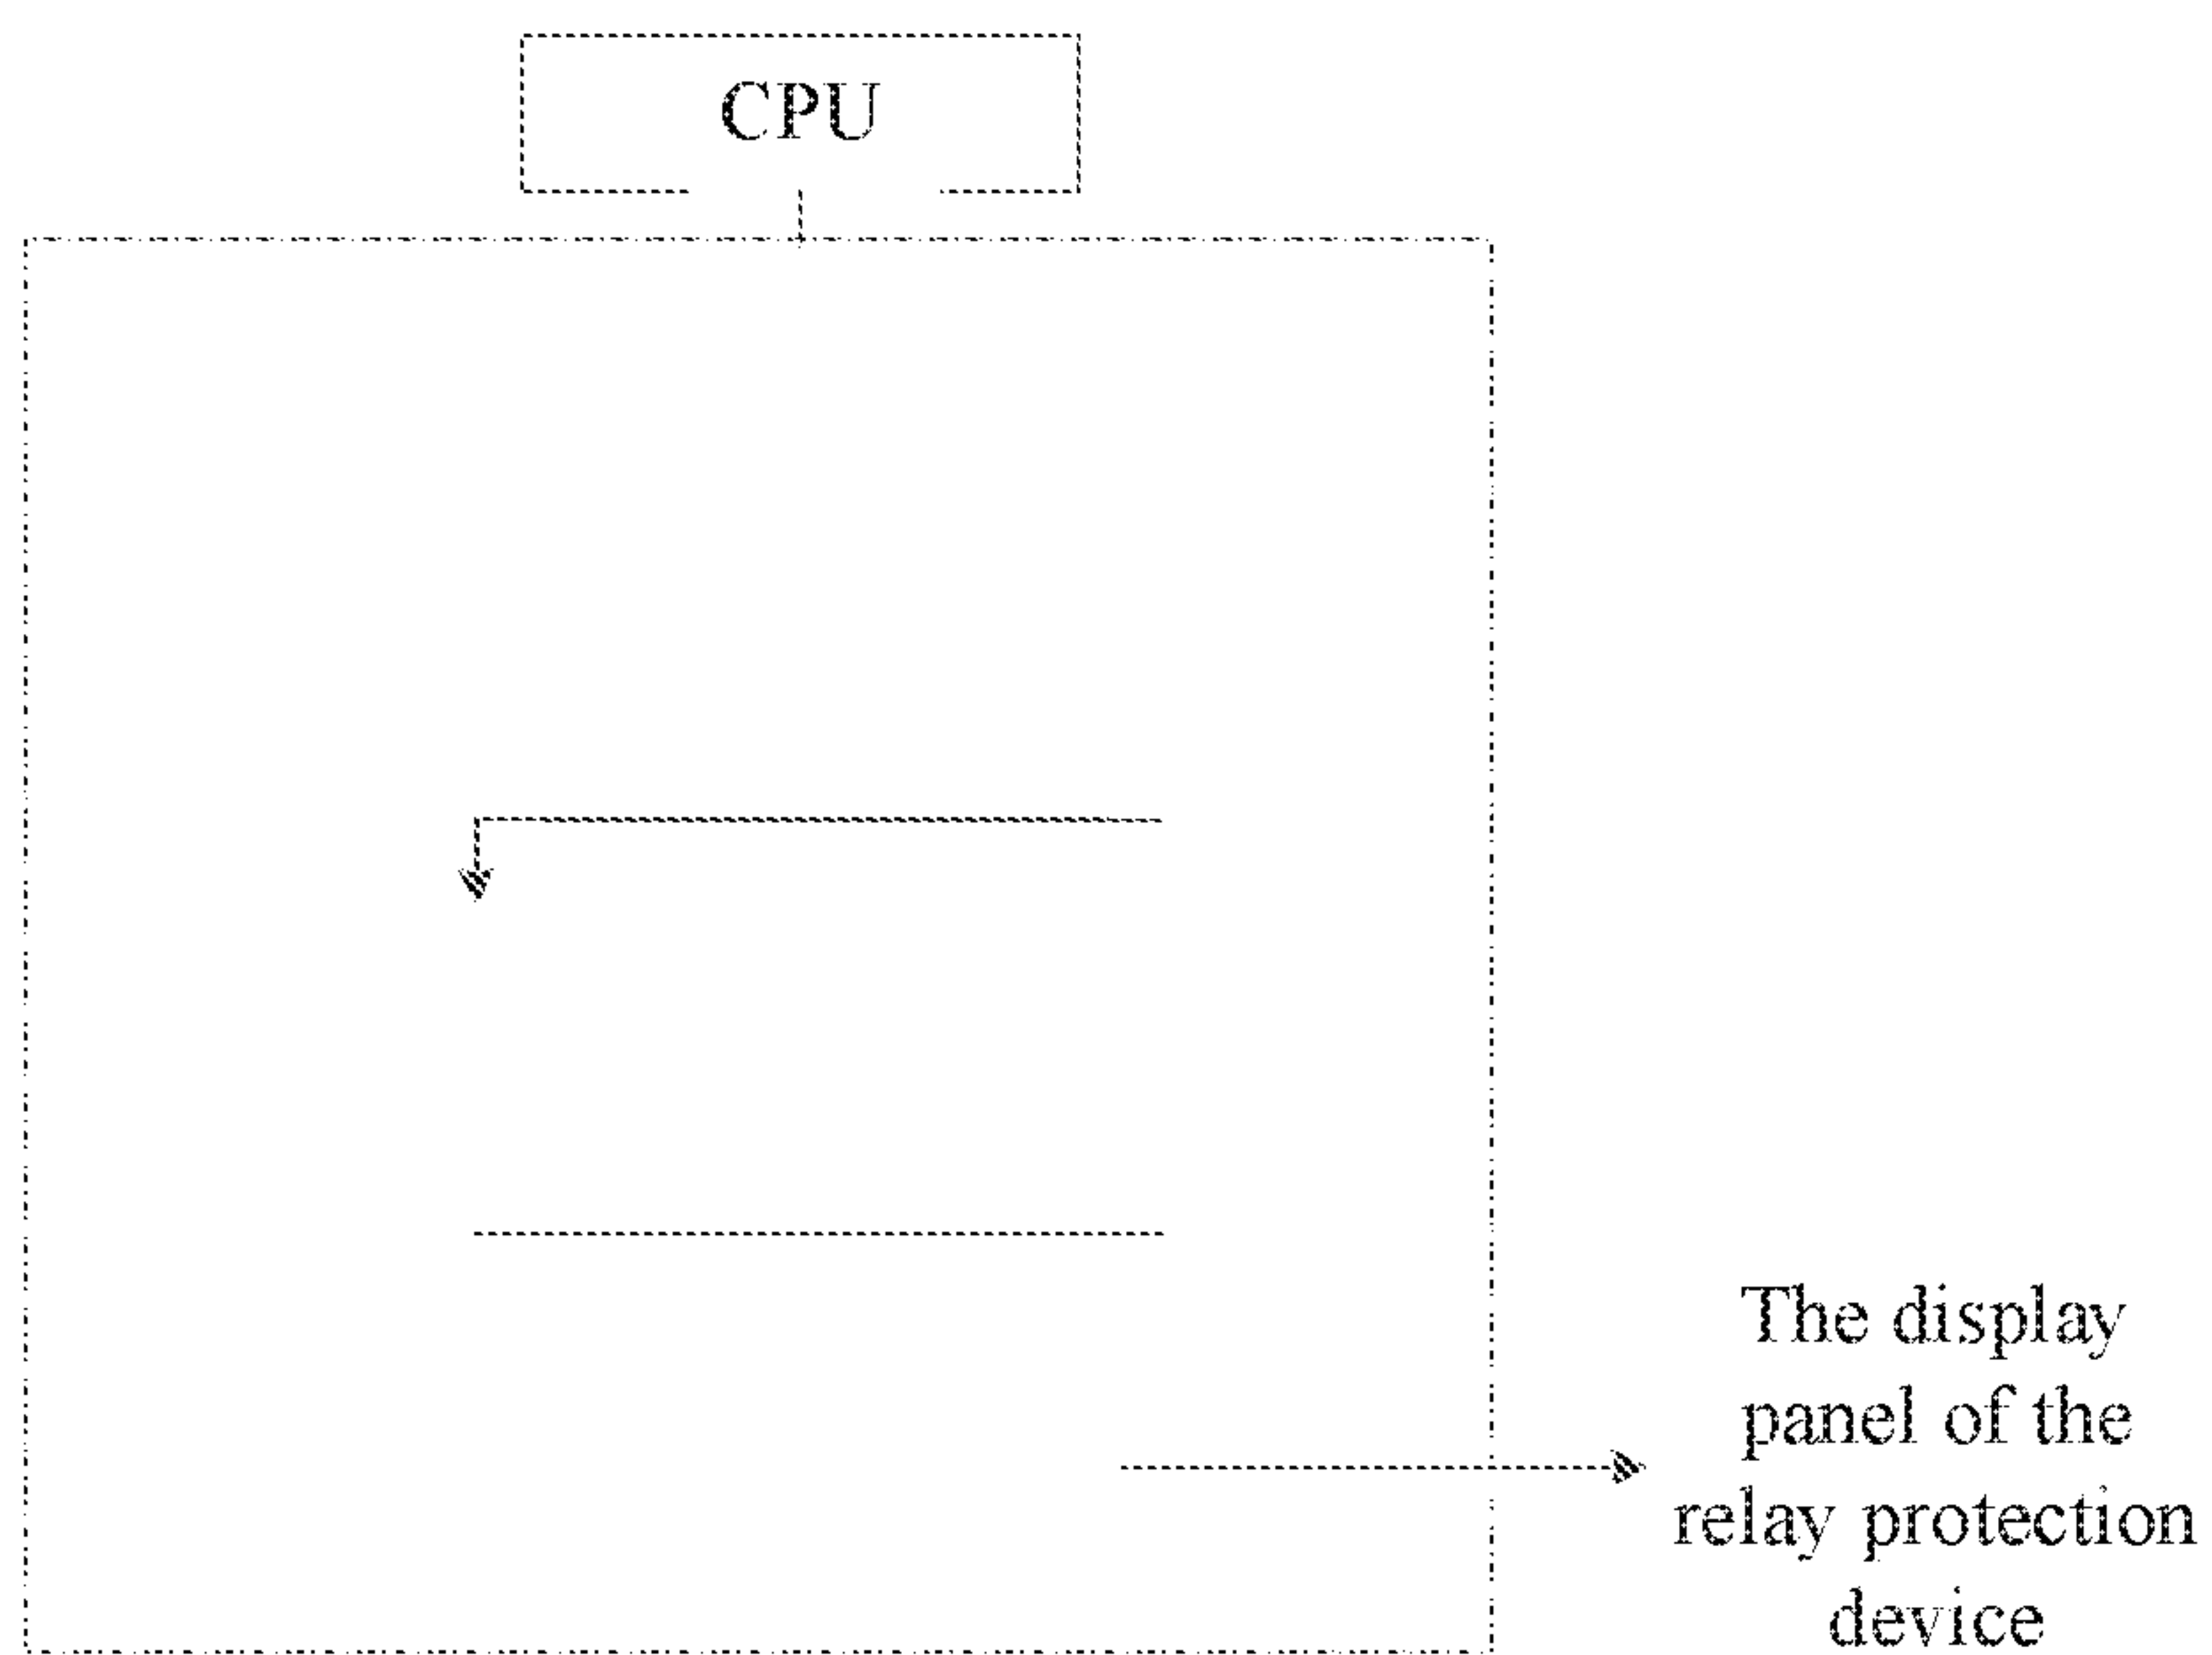 CPU
The display
panel of the
relay protection
device